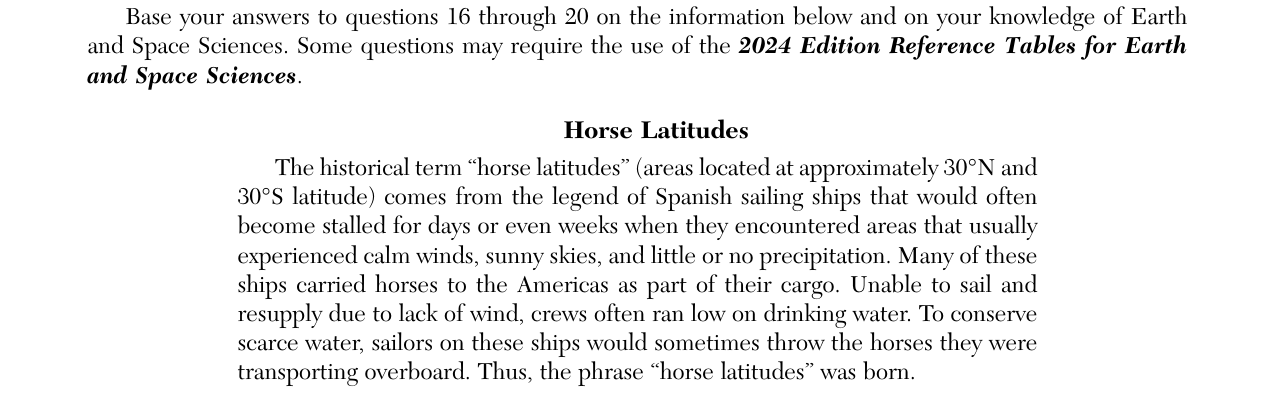 Base your answers to questions 16 through 20 on the information below and on your knowledge of Earth
and Space Sciences. Some questions may require the use of the 2024 Edition Reference Tables for Earth
and Space Sciences.
Horse Latitudes
The historical term “horse latitudes” (areas located at approximately 30°N and
30°S latitude) comes from the legend of Spanish sailing ships that would often
become stalled for days or even weeks when they encountered areas that usually
experienced calm winds, sunny skies, and little or no precipitation. Many of these
ships carried horses to the Americas as part of their cargo. Unable to sail and
resupply due to lack of wind, crews often ran low on drinking water. To conserve
scarce water, sailors on these ships would sometimes throw the horses they were
transporting overboard. Thus, the phrase “horse latitudes” was born.